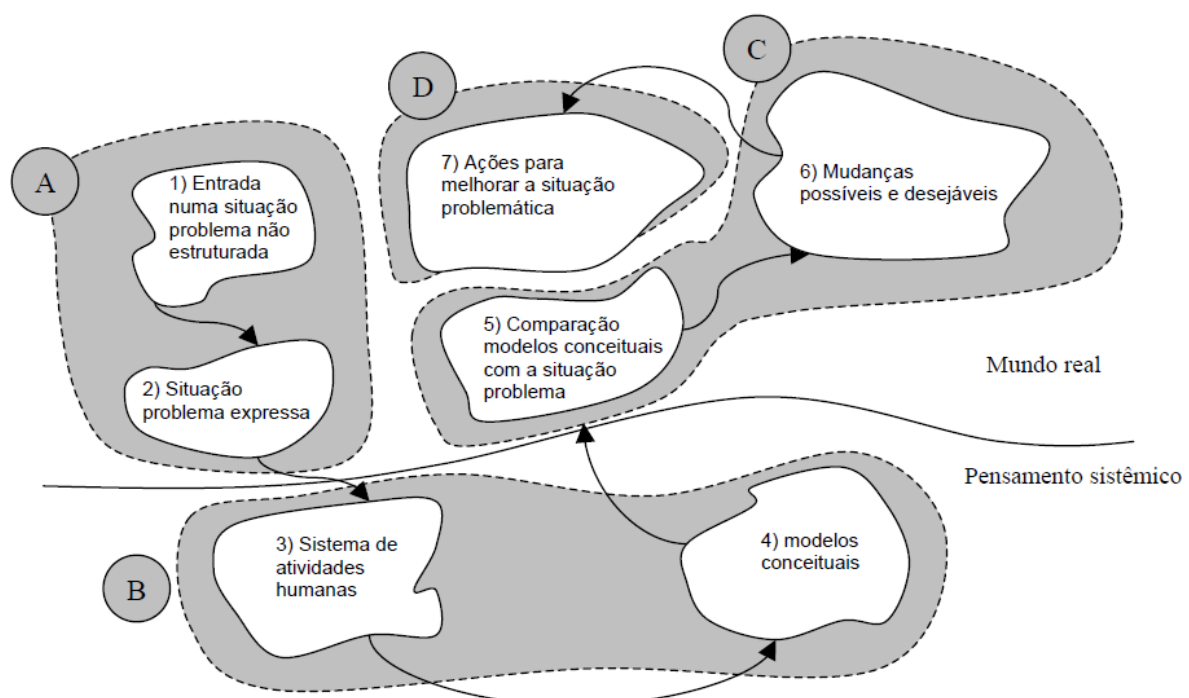 A
1) Entrada
numa situação
problema não
estruturada
2) Situação
problema expressa
B
3) Sistema de
atividades
humanas
4) modelos
conceituais
5) Comparação
modelos conceituais
com a situação
problema
C
6) Mudanças
possíveis e desejáveis
D
7) Ações para
melhorar a situação
problemática
Mundo real
Pensamento sistêmico